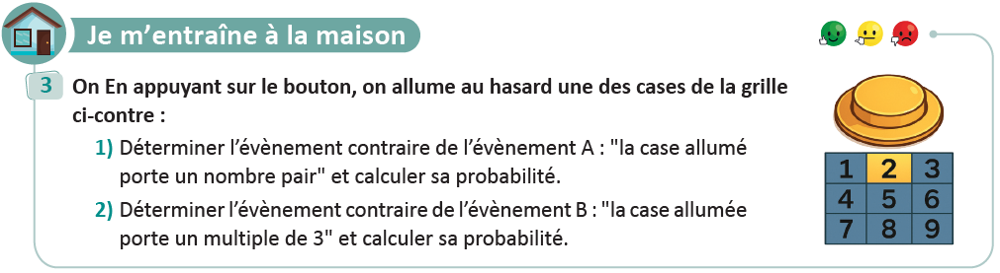 Je m’entraîne à la maison
3 On En appuyant sur le bouton, on allume au hasard une des cases de la grille
ci-contre :
1) Déterminer l’évènement contraire de l’évènement A : "la case allumé
porte un nombre pair" et calculer sa probabilité.
2) Déterminer l’évènement contraire de l’évènement B : "la case allumée
porte un multiple de 3" et calculer sa probabilité.
1 2 3
4 5 6
7 8 9